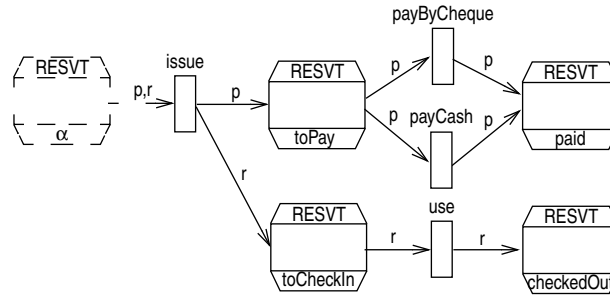 RESVT
α
p,r
issue
p
r
RESVT
toPay
p
p
payByCheque
payCash
p
p
RESVT
paid
RESVT
toCheckIn
r
use
r
RESVT
checkedOut